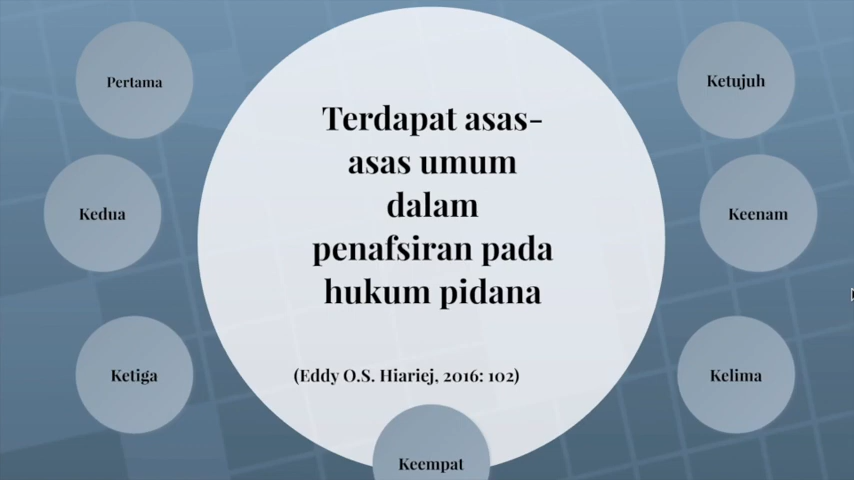 Pertama
Kedua
Ketiga
Terdapat asas-
asas umum
dalam
penafsiran pada
hukum pidana
(Eddy O.S. Hiariej, 2016: 102)
Keempat
Kelima
Keenam
Ketujuh